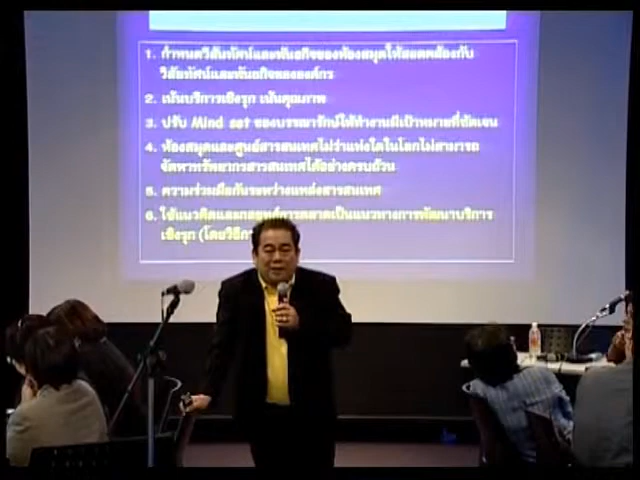 1. กำหนดวิสัยทัศน์และพันธกิจของห้องสมุดให้สอดคล้องกับ
วิสัยทัศน์และพันธกิจขององค์กร
2. เน้นบริการเชิงรุก เน้นคุณภาพ
3. ปรับ Mind set ของบรรณารักษ์ให้ทำงานมีเป้าหมายที่ชัดเจน
4. ห้องสมุดและศูนย์สารสนเทศไม่ว่าแห่งใดในโลกไม่สามารถ
จัดหาทรัพยากรสารสนเทศได้อย่างครบถ้วน
5. ความร่วมมือกันระหว่างแหล่งสารสนเทศ
6. ใช้แนวคิดและกลยุทธ์การตลาดเป็นแนวทางการพัฒนาบริการ
เชิงรุก (โดยวิธีกา